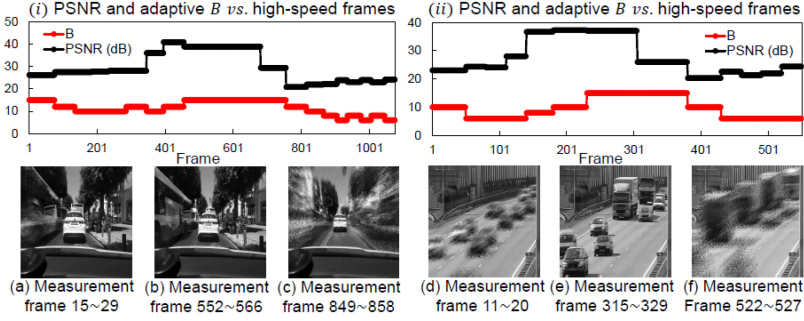 (i) PSNR and adaptive B vs. high-speed frames
50
40
30
20
10
0
B
PSNR (dB)
1 201 401 601 801 1001
Frame
(a) Measurement
frame 15~29
(b) Measurement
frame 552~566
(c) Measurement
frame 849~858
(ii) PSNR and adaptive B vs. high-speed frames
40
30
20
10
0
B
PSNR (dB)
1 101 201 301 401 501
Frame
(d) Measurement
frame 11~20
(e) Measurement
frame 315~329
(f) Measurement
Frame 522~527